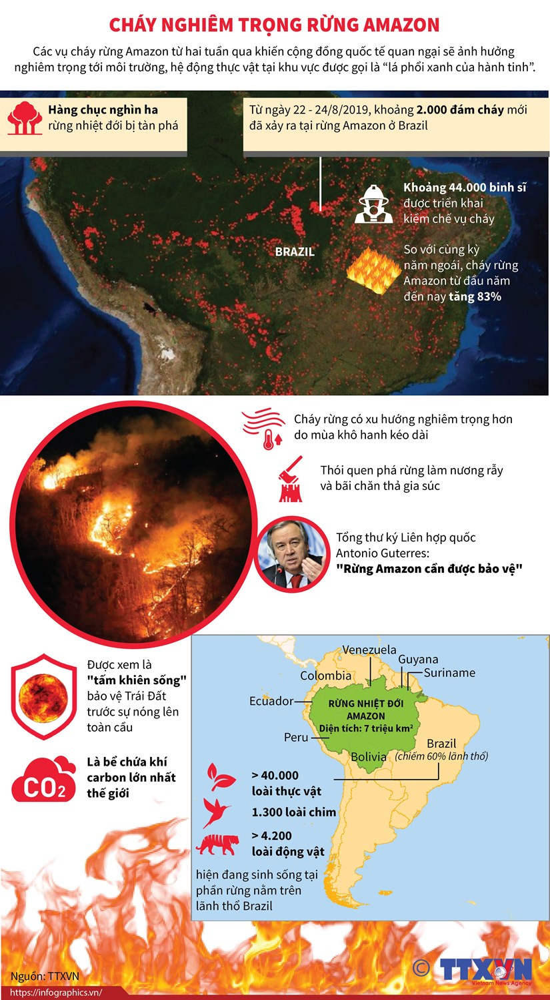 CHÁY NGHIÊM TRỌNG RỪNG AMAZON
Các vụ cháy rừng Amazon từ hai tuần qua khiến cộng đồng quốc tế quan ngại sẽ ảnh hưởng
nghiêm trọng tới môi trường, hệ động thực vật tại khu vực được gọi là “lá phổi xanh của hành tinh”.
Hàng chục nghìn ha
rừng nhiệt đới bị tàn phá
Từ ngày 22 - 24/8/2019, khoảng 2.000 đám cháy mới
đã xảy ra tại rừng Amazon ở Brazil
Khoảng 44.000 binh sĩ
được triển khai
kiềm chế vụ cháy
BRAZIL
So với cùng kỳ
năm ngoái, cháy rừng
Amazon từ đầu năm
đến nay tăng 83%
Cháy rừng có xu hướng nghiêm trọng hơn
do mùa khô hanh kéo dài
Thói quen phá rừng làm nương rẫy
và bãi chăn thả gia súc
Tổng thư ký Liên hợp quốc
Antonio Guterres:
"Rừng Amazon cần được bảo vệ"
Được xem là
"tấm khiên sống"
bảo vệ Trái Đất
trước sự nóng lên
toàn cầu
CO2
Là bể chứa khí
carbon lớn nhất
thế giới
Venezuela
Guyana
Suriname
Colombia
Ecuador
RỪNG NHIỆT ĐỚI
AMAZON
Diện tích: 7 triệu km²
Peru
Brazil
(chiếm 60% lãnh thổ)
Bolivia
> 40.000
loài thực vật
1.300 loài chim
> 4.200
loài động vật
hiện đang sinh sống tại
phần rừng nằm trên
lãnh thổ Brazil
Nguồn: TTXVN
© TTXVN
Vietnam News Agency
https://infographics.vn/